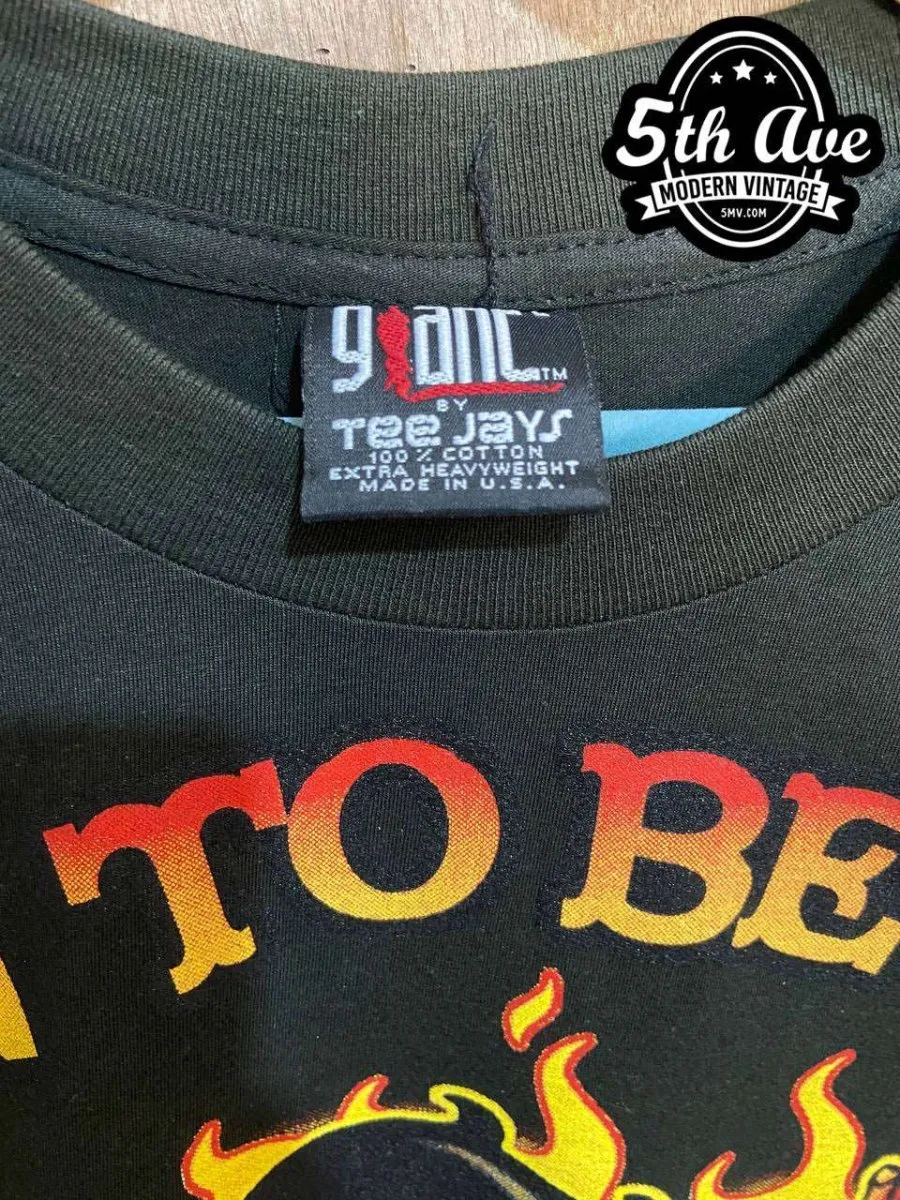 5th Ave
MODERN VINTAGE
5MV.COM
giant
TM
BY
Tee Jays
100% COTTON
EXTRA HEAVYWEIGHT
MADE IN U.S.A.
TO BE